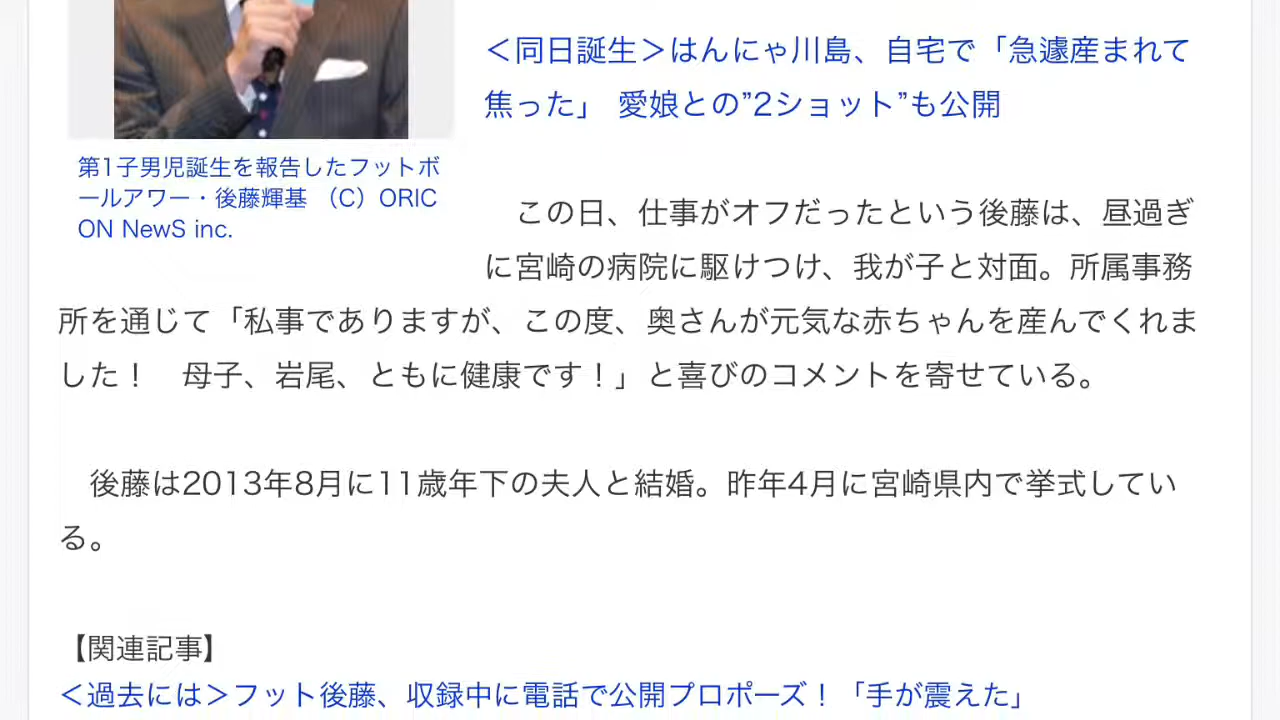 ＜同日誕生＞はんにゃ川島、自宅で「急遽産まれて
焦った」 愛娘との”2ショット”も公開
第1子男児誕生を報告したフットボ
ールアワー・後藤輝基 （C）ORIC
ON NewS inc.
この日、仕事がオフだったという後藤は、昼過ぎ
に宮崎の病院に駆けつけ、我が子と対面。所属事務
所を通じて「私事でありますが、この度、奥さんが元気な赤ちゃんを産んでくれま
した！　母子、岩尾、ともに健康です！」と喜びのコメントを寄せている。
後藤は2013年8月に11歳年下の夫人と結婚。昨年4月に宮崎県内で挙式してい
る。
【関連記事】
＜過去には＞フット後藤、収録中に電話で公開プロポーズ！「手が震えた」